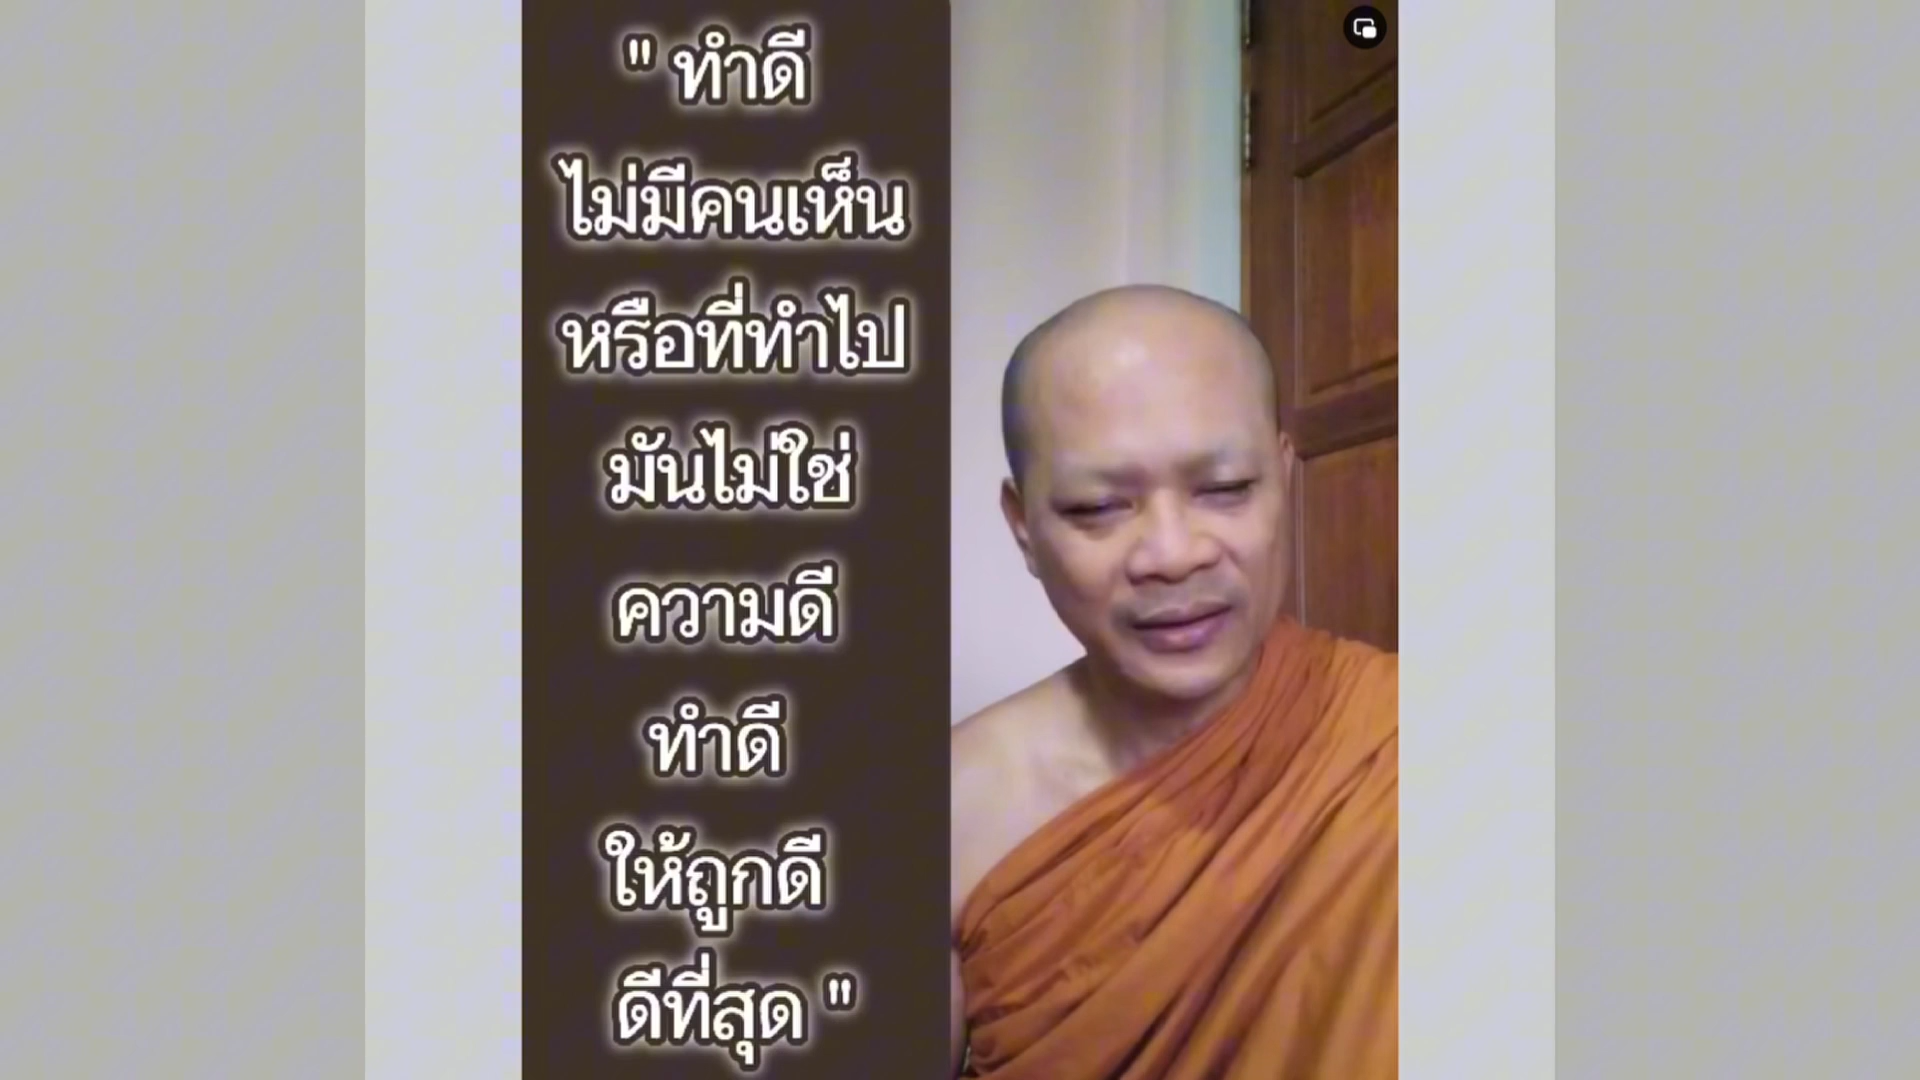 " ทำดี
ไม่มีคนเห็น
หรือที่ทำไป
มันไม่ใช่
ความดี
ทำดี
ให้ถูกดี
ดีที่สุด "